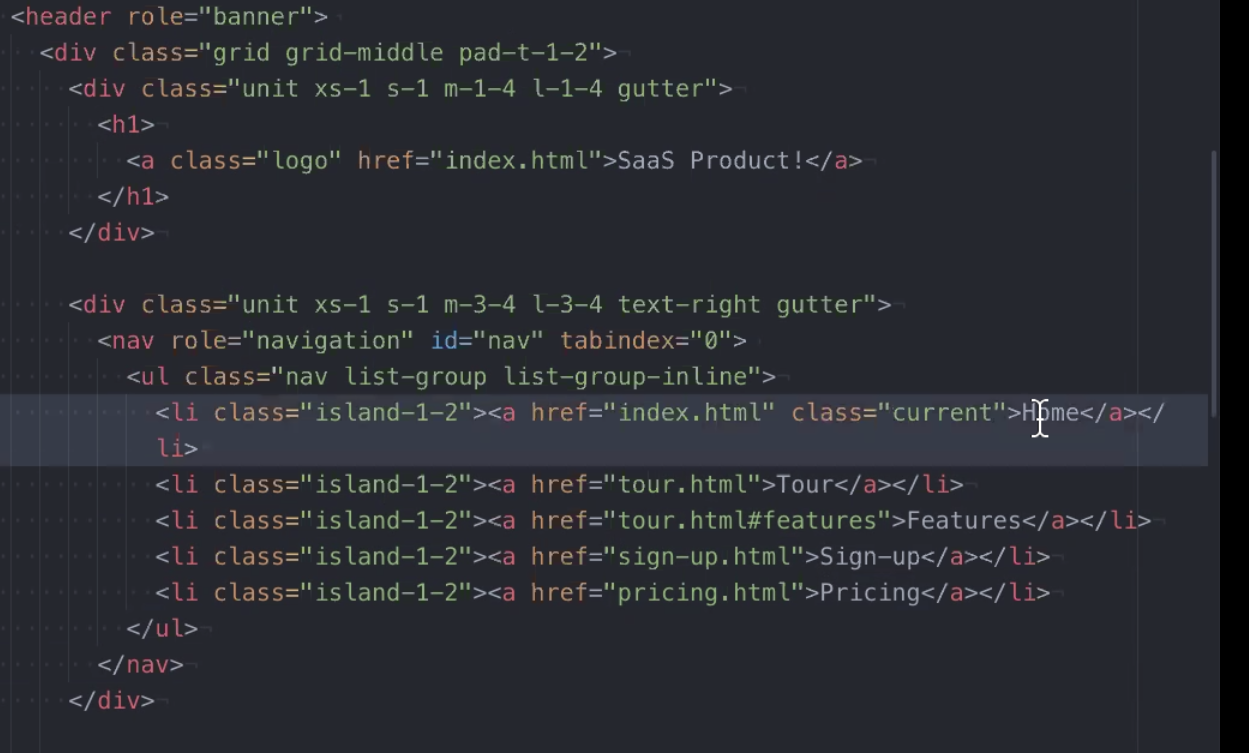 <header role="banner">
<div class="grid grid-middle pad-t-1-2">
<div class="unit xs-1 s-1 m-1-4 l-1-4 gutter">
<h1>
<a class="logo" href="index.html">SaaS Product!</a>
</h1>
</div>
<div class="unit xs-1 s-1 m-3-4 l-3-4 text-right gutter">
<nav role="navigation" id="nav" tabindex="0">
<ul class="nav list-group list-group-inline">
<li class="island-1-2"><a href="index.html" class="current">Home</a></
li>
<li class="island-1-2"><a href="tour.html">Tour</a></li>
<li class="island-1-2"><a href="tour.html#features">Features</a></li>
<li class="island-1-2"><a href="sign-up.html">Sign-up</a></li>
<li class="island-1-2"><a href="pricing.html">Pricing</a></li>
</ul>
</nav>
</div>